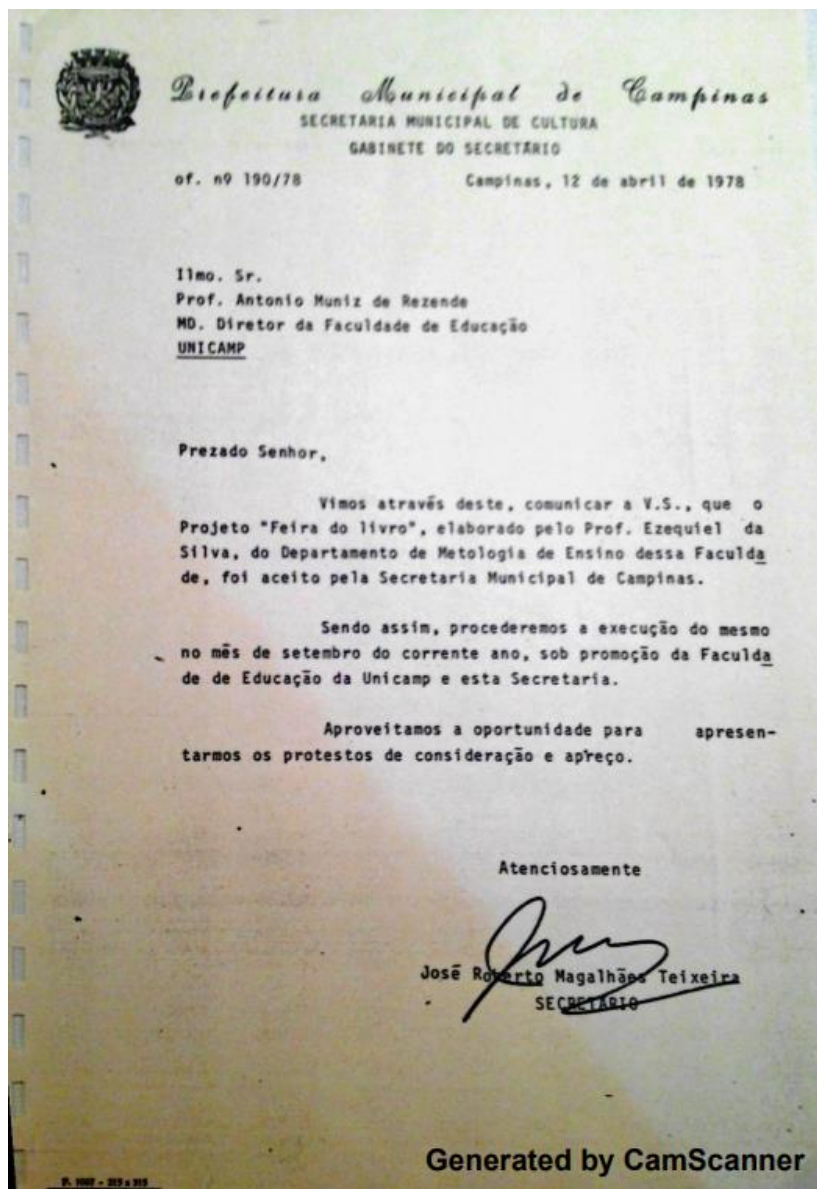 Prefeitura Municipal de Campinas
SECRETARIA MUNICIPAL DE CULTURA
GABINETE DO SECRETÁRIO
of. nº 190/78 Campinas, 12 de abril de 1978
Ilmo. Sr.
Prof. Antonio Muniz de Rezende
MD. Diretor da Faculdade de Educação
UNICAMP
Prezado Senhor,
Vimos através deste, comunicar a V.S., que o
Projeto "Feira do livro", elaborado pelo Prof. Ezequiel da
Silva, do Departamento de Metologia de Ensino dessa Faculda
de, foi aceito pela Secretaria Municipal de Campinas.
Sendo assim, procederemos a execução do mesmo
no mês de setembro do corrente ano, sob promoção da Faculda
de de Educação da Unicamp e esta Secretaria.
Aproveitamos a oportunidade para apresen-
tarmos os protestos de consideração e apreço.
Atenciosamente
José Roberto Magalhães Teixeira
SECRETÁRIO
Generated by CamScanner